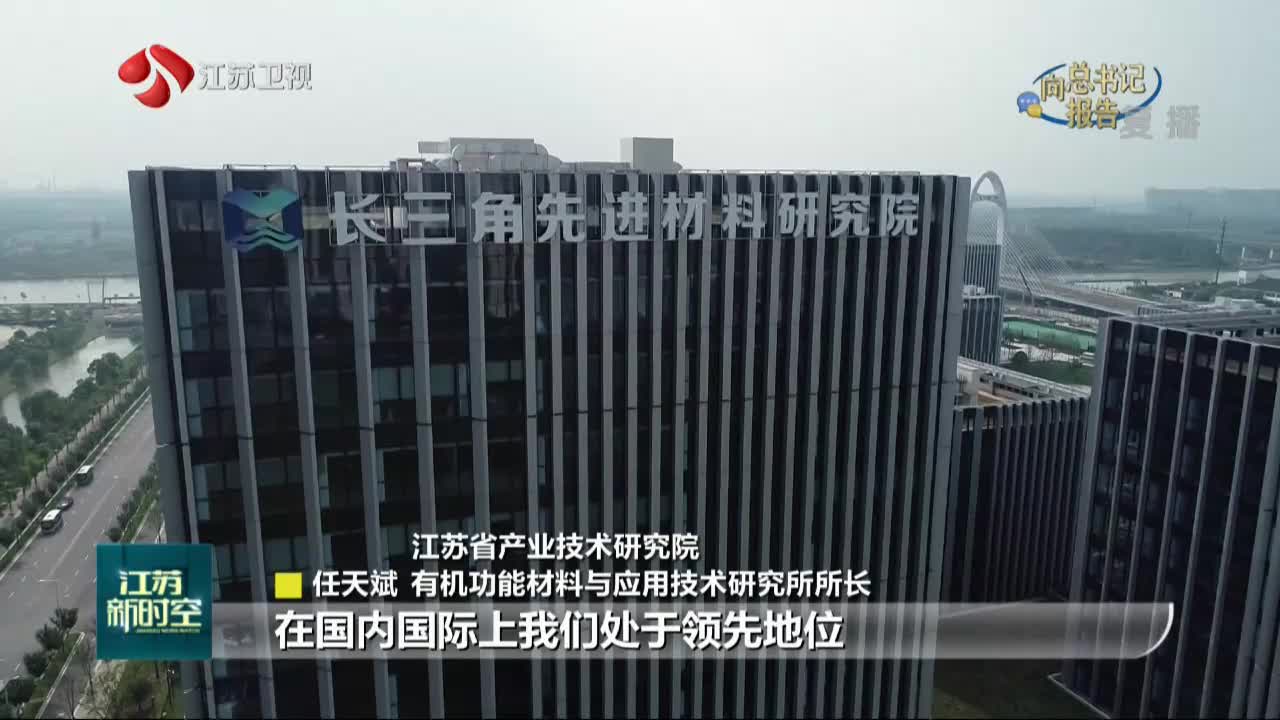 江苏卫视
向总书记
报告
复播
长三角先进材料研究院
江苏省产业技术研究院
任天斌 有机功能材料与应用技术研究所所长
江苏
新时空
在国内国际上我们处于领先地位